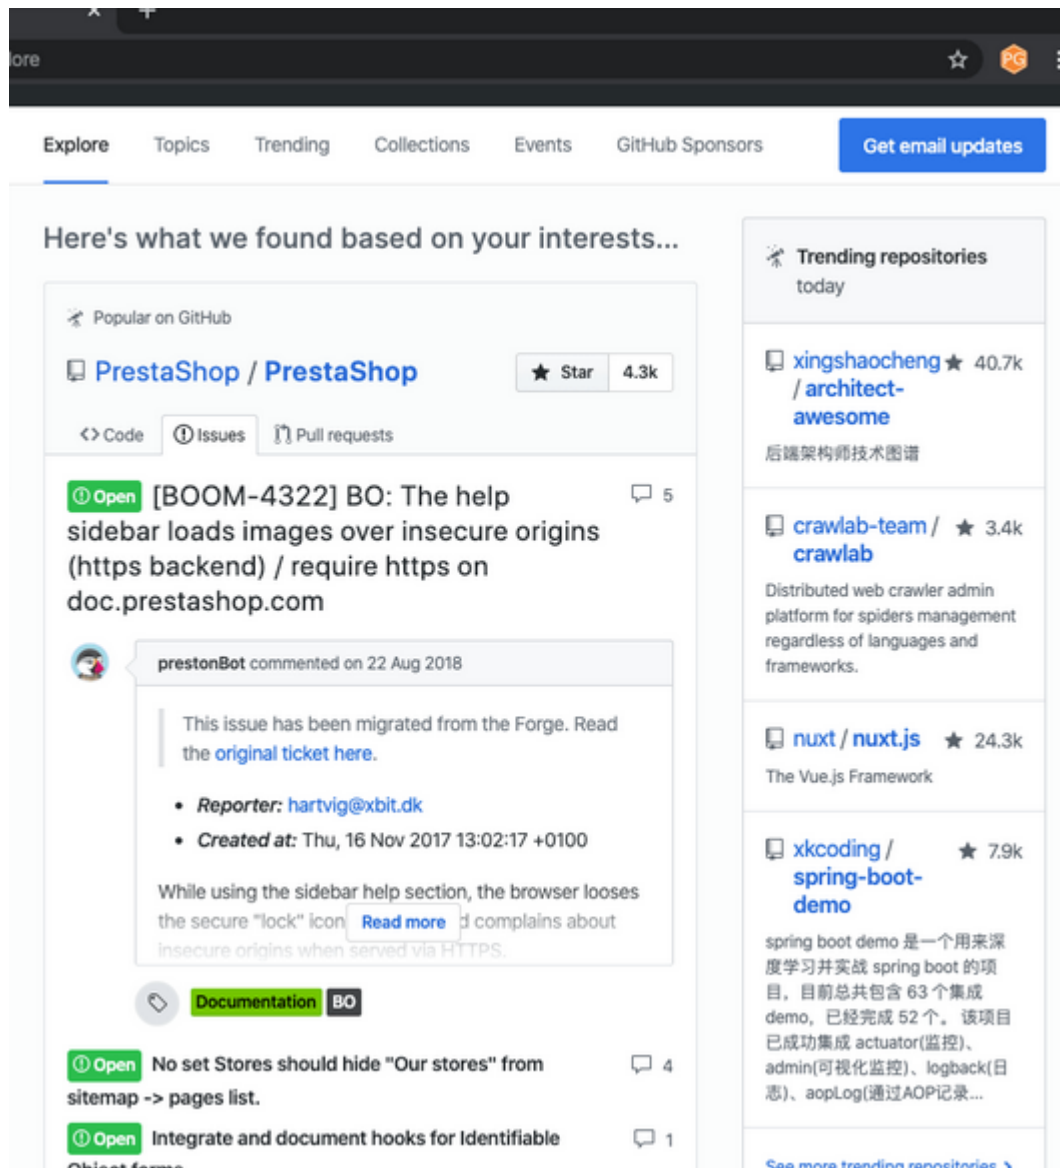 lore
PG
Explore Topics Trending Collections Events GitHub Sponsors Get email updates
Here's what we found based on your interests...
Popular on GitHub
PrestaShop / PrestaShop Star 4.3k
Code Issues Pull requests
Open [BOOM-4322] BO: The help 5
sidebar loads images over insecure origins
(https backend) / require https on
doc.prestashop.com
prestonBot commented on 22 Aug 2018
This issue has been migrated from the Forge. Read
the original ticket here.
• Reporter: hartvig@xbit.dk
• Created at: Thu, 16 Nov 2017 13:02:17 +0100
While using the sidebar help section, the browser looses
the secure "lock" icon Read more d complains about
insecure origins when served via HTTPS.
Documentation BO
Open No set Stores should hide "Our stores" from 4
sitemap -> pages list.
Open Integrate and document hooks for Identifiable 1
Object forms
Trending repositories
today
xingshaocheng 40.7k
/ architect-
awesome
后端架构师技术图谱
crawlab-team / 3.4k
crawlab
Distributed web crawler admin
platform for spiders management
regardless of languages and
frameworks.
nuxt / nuxt.js 24.3k
The Vue.js Framework
xkcoding / 7.9k
spring-boot-
demo
spring boot demo 是一个用来深
度学习并实战 spring boot 的项
目，目前总共包含 63 个集成
demo，已经完成 52 个。 该项目
已成功集成 actuator(监控)、
admin(可视化监控)、logback(日
志)、aopLog(通过AOP记录...
See more trending repositories